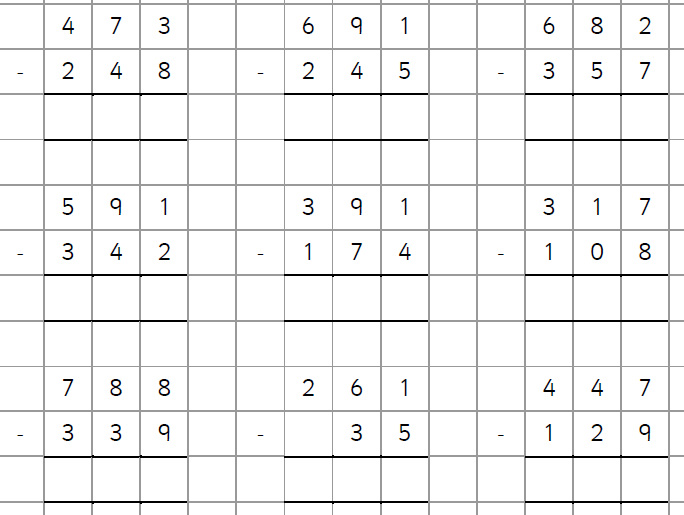 4 7 3 6 9 1 6 8 2
- 2 4 8 - 2 4 5 - 3 5 7
5 9 1 3 9 1 3 1 7
- 3 4 2 - 1 7 4 - 1 0 8
7 8 8 2 6 1 4 4 7
- 3 3 9 - 3 5 - 1 2 9